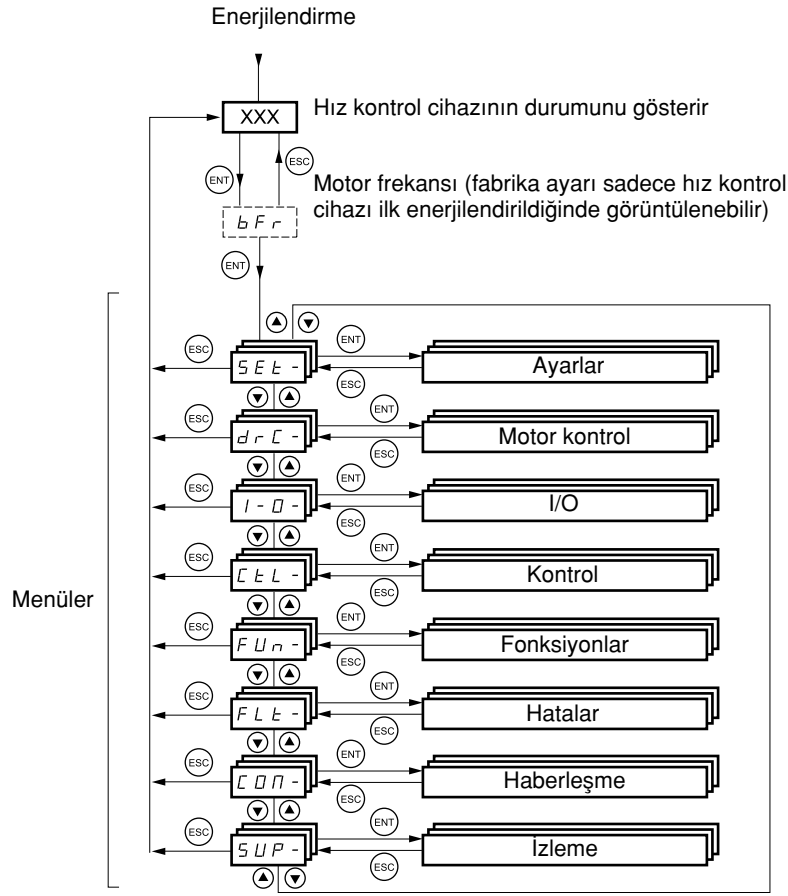 Enerjilendirme
XXX
Hız kontrol cihazının durumunu gösterir
ENT
ESC
Motor frekansı (fabrika ayarı sadece hız kontrol
cihazı ilk enerjilendirildiğinde görüntülenebilir)
bFr
ENT
Menüler
ESC
SEt-
ENT
ESC
Ayarlar
ESC
drC-
ENT
ESC
Motor kontrol
ESC
I-O-
ENT
ESC
I/O
ESC
CtL-
ENT
ESC
Kontrol
ESC
FUn-
ENT
ESC
Fonksiyonlar
ESC
FLt-
ENT
ESC
Hatalar
ESC
COM-
ENT
ESC
Haberleşme
ESC
SUP-
ENT
ESC
İzleme